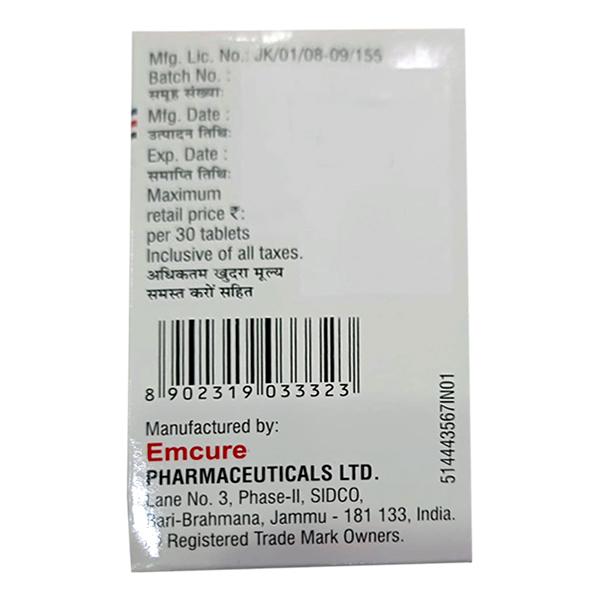 Mfg. Lic. No.: JK/01/08-09/155
Batch No. :
समूह संख्याः
Mfg. Date :
उत्पादन तिथिः
Exp. Date :
समाप्ति तिथिः
Maximum
retail price ₹:
per 30 tablets
Inclusive of all taxes.
अधिकतम खुदरा मूल्य
समस्त करों सहित
8 902319 033323
514443567IN01
Manufactured by:
Emcure
PHARMACEUTICALS LTD.
Lane No. 3, Phase-II, SIDCO,
Bari-Brahmana, Jammu - 181 133, India.
Registered Trade Mark Owners.